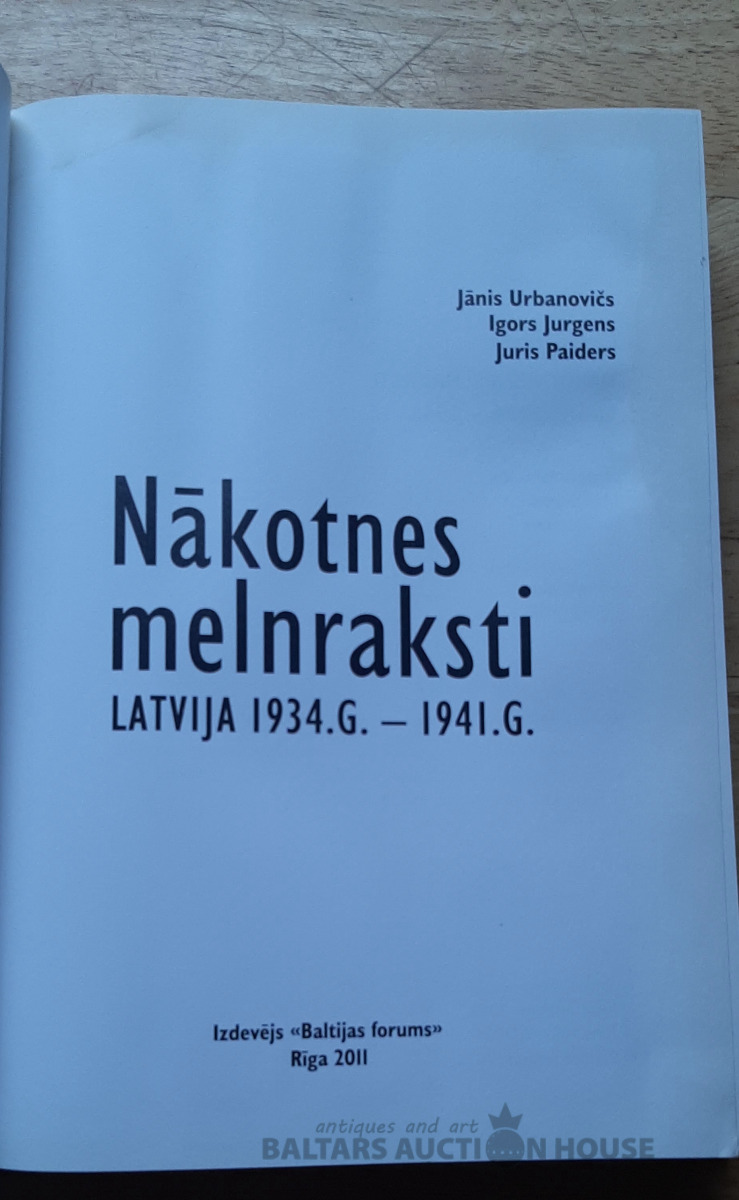 Jānis Urbanovičs
Igors Jurgens
Juris Paiders
Nākotnes
melnraksti
LATVIJA 1934.G. – 1941.G.
Izdevējs «Baltijas forums»
Rīga 2011
antiques and art
BALTARS AUCTION HOUSE